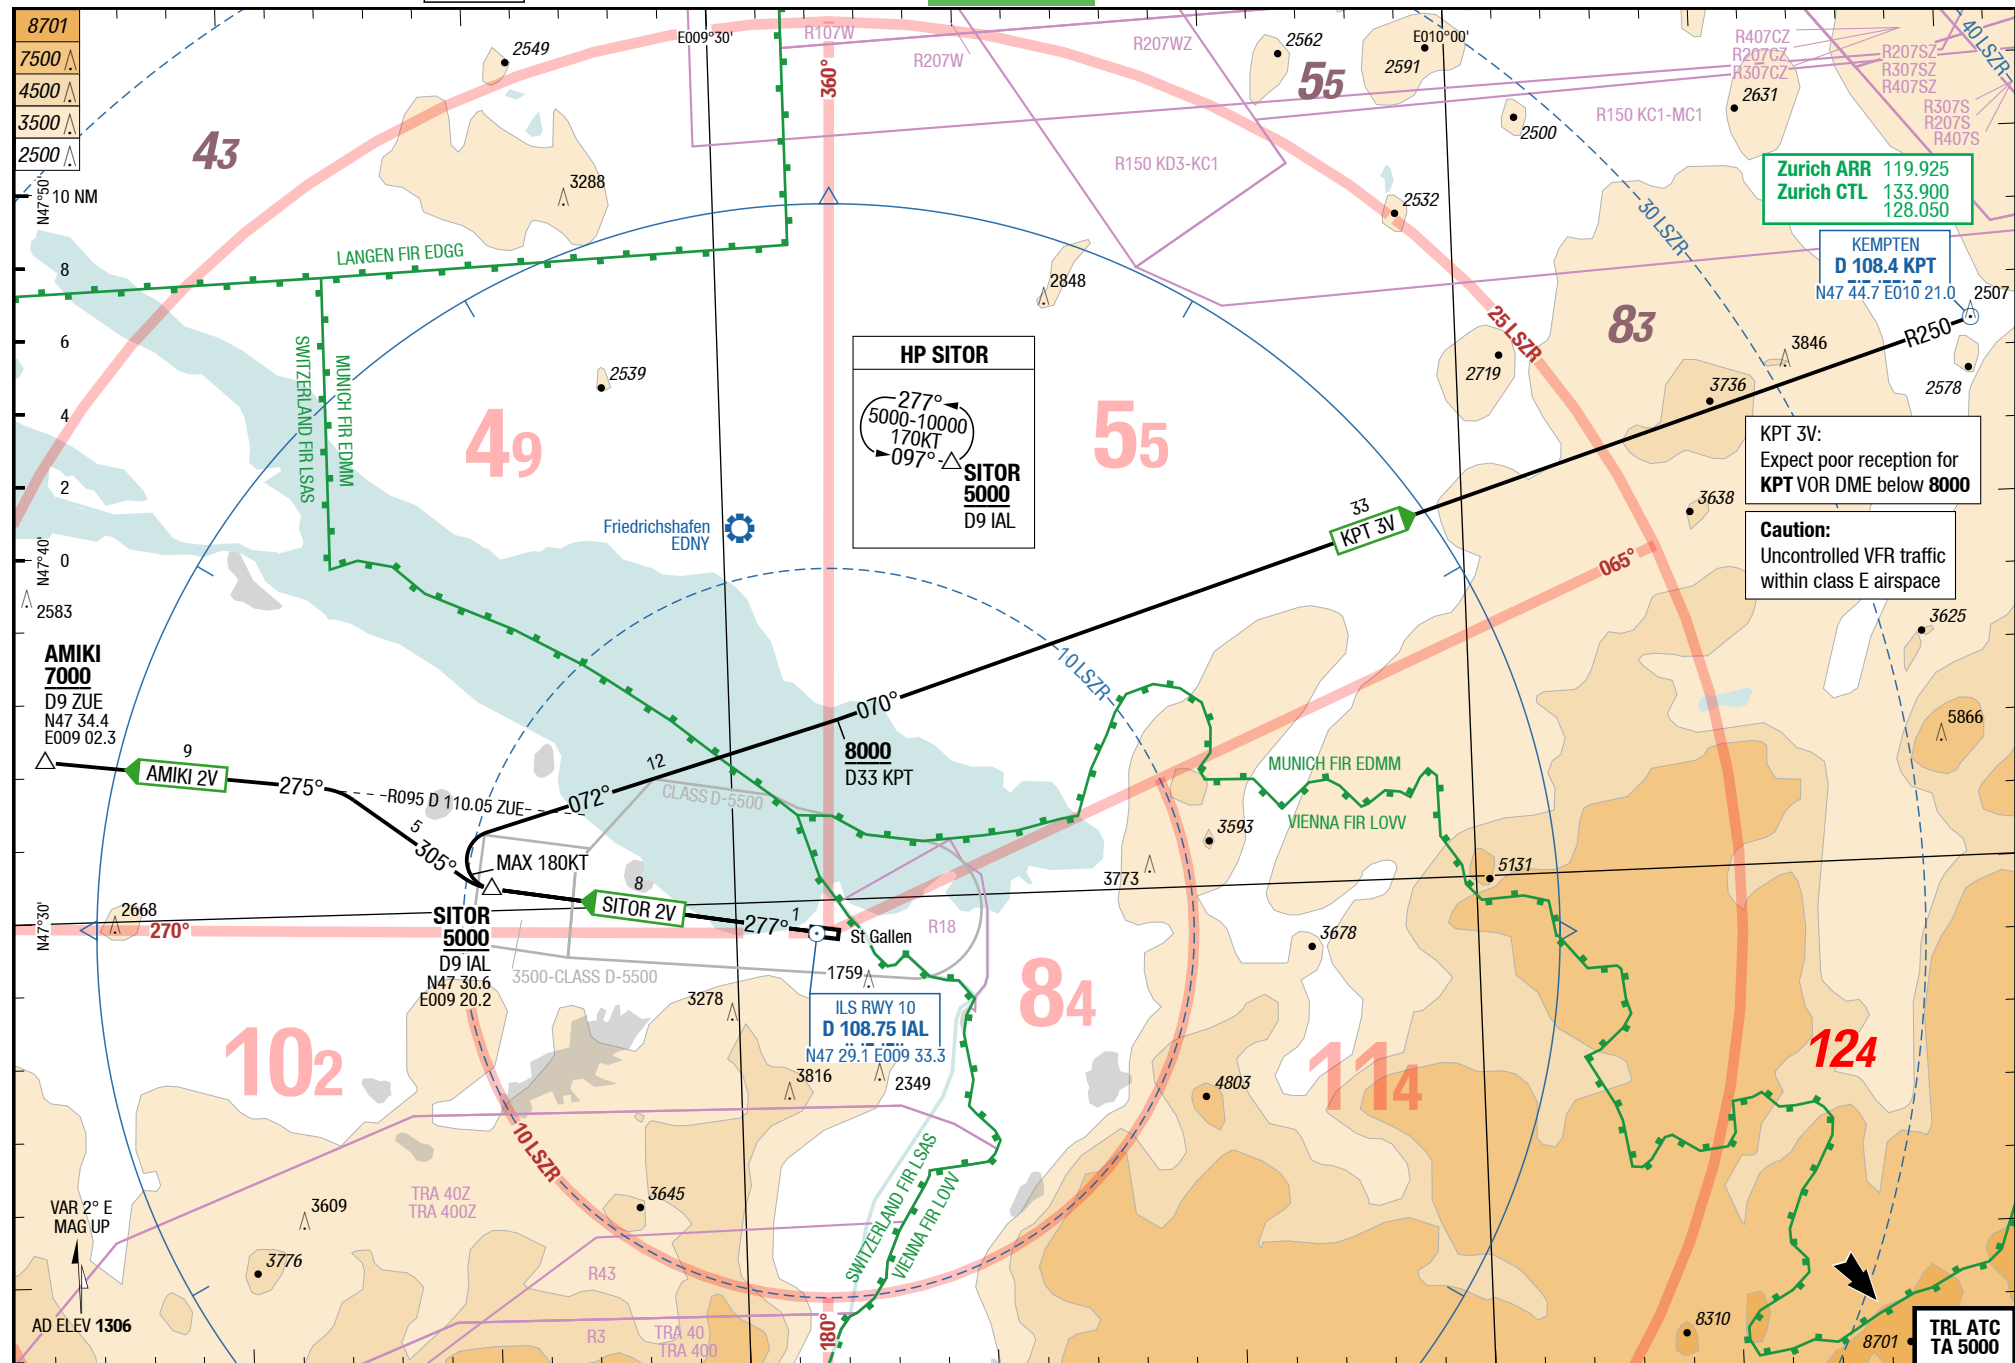 8701
7500
4500
3500
2500
2549
E009°30'
R107W
R207W
360°
R207WZ
2562
55
2591
E010°00'
R407CZ
R207CZ
R307CZ
2631
R207SZ
R307SZ
R407SZ
40 LSZR
R307S
R207S
R407S
43
2500
R150 KC1-MC1
R150 KD3-KC1
Zurich ARR 119.925
Zurich CTL 133.900
128.050
N47°50'
10 NM
3288
2532
30 LSZR
KEMPTEN
D 108.4 KPT
N47 44.7 E010 21.0
2507
LANGEN FIR EDGG
8
2848
83
25 LSZR
R250
6
SWITZERLAND FIR LSAS
MUNICH FIR EDMM
HP SITOR
277°
5000-10000
170KT
097°
SITOR
5000
D9 IAL
2539
2719
3846
3736
2578
4
49
55
KPT 3V:
Expect poor reception for
KPT VOR DME below 8000
2
Friedrichshafen
EDNY
33
KPT 3V
3638
Caution:
Uncontrolled VFR traffic
within class E airspace
N47°40'
0
065°
2583
3625
AMIKI
7000
D9 ZUE
N47 34.4
E009 02.3
10 LSZR
070°
8000
D33 KPT
5866
9
AMIKI 2V
275°
12
R095 D 110.05 ZUE
072°
CLASS D-5500
MUNICH FIR EDMM
VIENNA FIR LOVV
5
305°
MAX 180KT
3593
3773
5131
8
SITOR 2V
277°
1
2668
N47°30'
270°
SITOR
5000
D9 IAL
N47 30.6
E009 20.2
St Gallen
R18
3678
3500-CLASS D-5500
1759
3278
84
ILS RWY 10
D 108.75 IAL
N47 29.1 E009 33.3
102
114
124
3816
2349
4803
10 LSZR
SWITZERLAND FIR LSAS
VIENNA FIR LOVV
TRA 40Z
TRA 400Z
3645
3609
VAR 2° E
MAG UP
3776
R43
AD ELEV 1306
R3
TRA 40
TRA 400
180°
8310
8701
TRL ATC
TA 5000